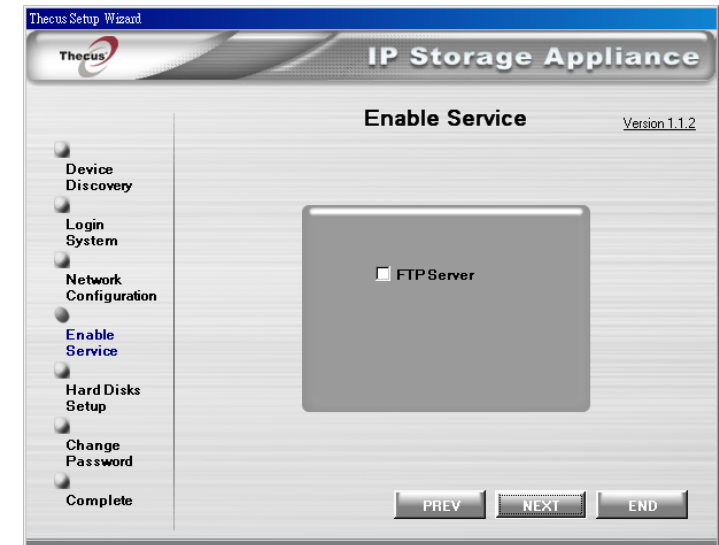 Thecus Setup Wizard
Thecus
IP Storage Appliance
Enable Service
Version 1.1.2
Device
Discovery
Login
System
Network
Configuration
Enable
Service
Hard Disks
Setup
Change
Password
Complete
FTP Server
PREV
NEXT
END